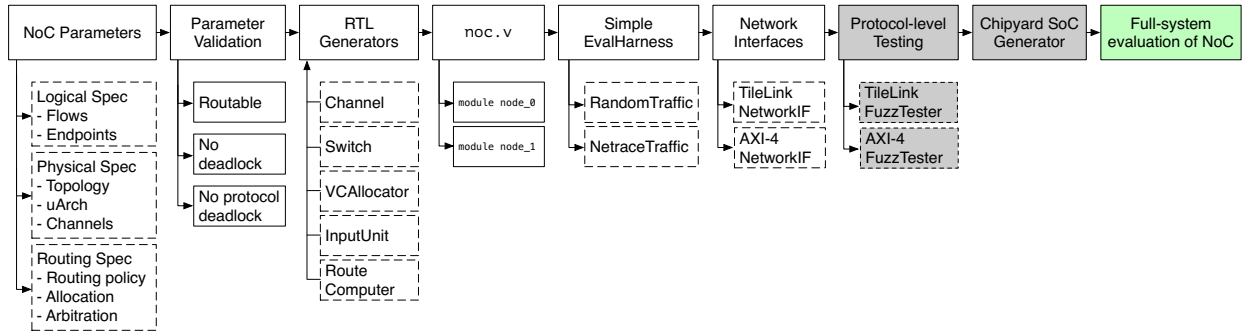 NoC Parameters
Parameter
Validation
RTL
Generators
noc.v
Simple
EvalHarness
Network
Interfaces
Protocol-level
Testing
Chipyard SoC
Generator
Full-system
evaluation of NoC
Logical Spec
- Flows
- Endpoints
Physical Spec
- Topology
- uArch
- Channels
Routing Spec
- Routing policy
- Allocation
- Arbitration
Routable
No
deadlock
No protocol
deadlock
Channel
Switch
VCAllocator
InputUnit
Route
Computer
module node_0
module node_1
RandomTraffic
NetraceTraffic
TileLink
NetworkIF
AXI-4
NetworkIF
TileLink
FuzzTester
AXI-4
FuzzTester